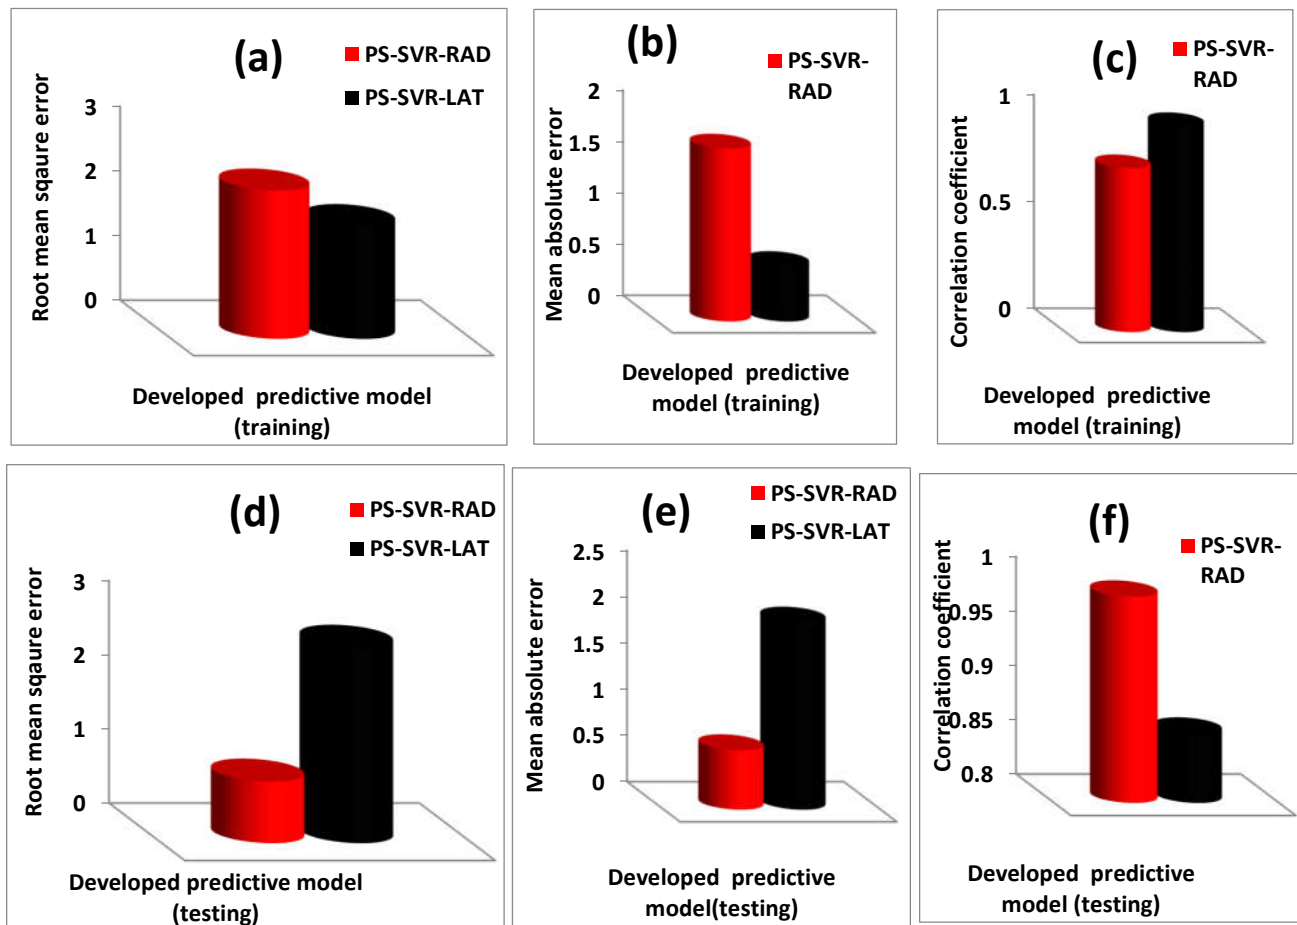 (a)
PS-SVR-RAD
PS-SVR-LAT
Root mean sqaure error
3
2
1
0
Developed predictive model
(training)
(b)
PS-SVR-
RAD
Mean absolute error
2
1.5
1
0.5
0
Developed predictive
model (training)
(c)
PS-SVR-
RAD
Correlation coefficient
1
0.5
0
Developed predictive
model (training)
(d)
PS-SVR-RAD
PS-SVR-LAT
Root mean sqaure error
3
2
1
0
Developed predictive model
(testing)
(e)
PS-SVR-RAD
PS-SVR-LAT
Mean absolute error
2.5
2
1.5
1
0.5
0
Developed predictive
model(testing)
(f)
PS-SVR-
RAD
Correlation coefficient
1
0.95
0.9
0.85
0.8
Developed predictive
model (testing)